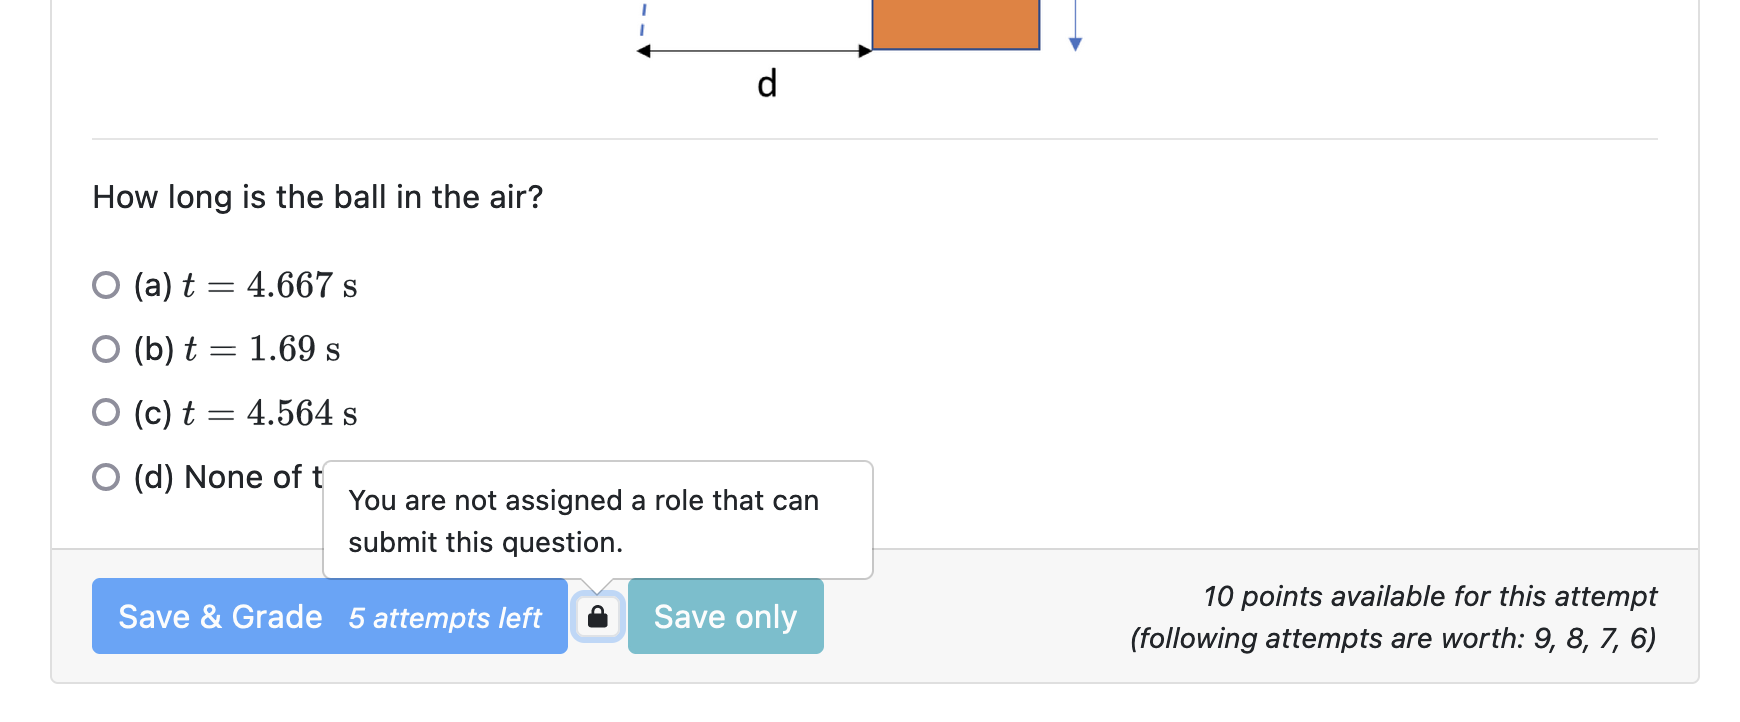 d
How long is the ball in the air?
(a) t = 4.667 s
(b) t = 1.69 s
(c) t = 4.564 s
(d) None of t
You are not assigned a role that can
submit this question.
Save & Grade 5 attempts left
Save only
10 points available for this attempt
(following attempts are worth: 9, 8, 7, 6)